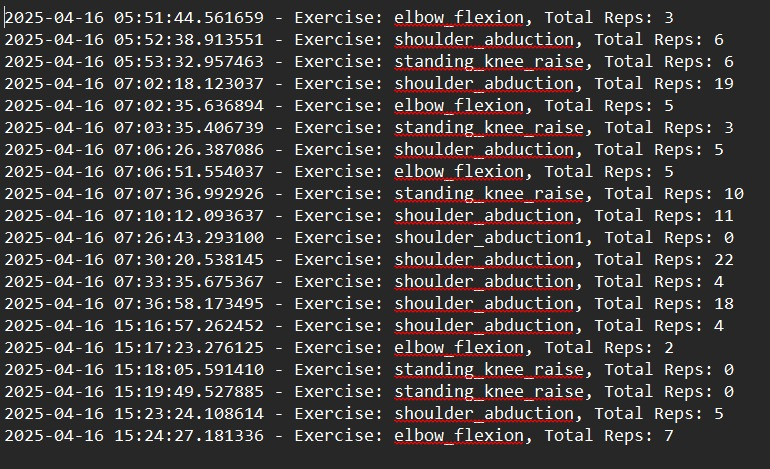 2025-04-16 05:51:44.561659 - Exercise: elbow_flexion, Total Reps: 3
2025-04-16 05:52:38.913551 - Exercise: shoulder_abduction, Total Reps: 6
2025-04-16 05:53:32.957463 - Exercise: standing_knee_raise, Total Reps: 6
2025-04-16 07:02:18.123037 - Exercise: shoulder_abduction, Total Reps: 19
2025-04-16 07:02:35.636894 - Exercise: elbow_flexion, Total Reps: 5
2025-04-16 07:03:35.406739 - Exercise: standing_knee_raise, Total Reps: 3
2025-04-16 07:06:26.387086 - Exercise: shoulder_abduction, Total Reps: 5
2025-04-16 07:06:51.554037 - Exercise: elbow_flexion, Total Reps: 5
2025-04-16 07:07:36.992926 - Exercise: standing_knee_raise, Total Reps: 10
2025-04-16 07:10:12.093637 - Exercise: shoulder_abduction, Total Reps: 11
2025-04-16 07:26:43.293100 - Exercise: shoulder_abduction1, Total Reps: 0
2025-04-16 07:30:20.538145 - Exercise: shoulder_abduction, Total Reps: 22
2025-04-16 07:33:35.675367 - Exercise: shoulder_abduction, Total Reps: 4
2025-04-16 07:36:58.173495 - Exercise: shoulder_abduction, Total Reps: 18
2025-04-16 15:16:57.262452 - Exercise: shoulder_abduction, Total Reps: 4
2025-04-16 15:17:23.276125 - Exercise: elbow_flexion, Total Reps: 2
2025-04-16 15:18:05.591410 - Exercise: standing_knee_raise, Total Reps: 0
2025-04-16 15:19:49.527885 - Exercise: standing_knee_raise, Total Reps: 0
2025-04-16 15:23:24.108614 - Exercise: shoulder_abduction, Total Reps: 5
2025-04-16 15:24:27.181336 - Exercise: elbow_flexion, Total Reps: 7